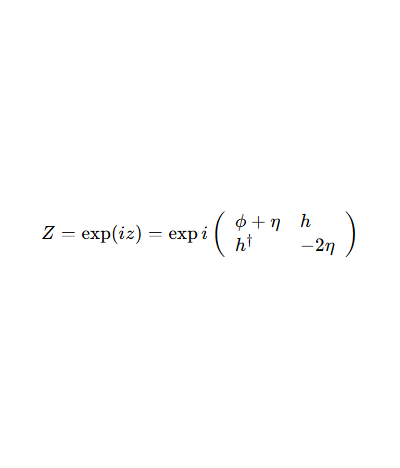 Z = exp(iz) = exp i ( ϕ + η   h
h†   −2η )